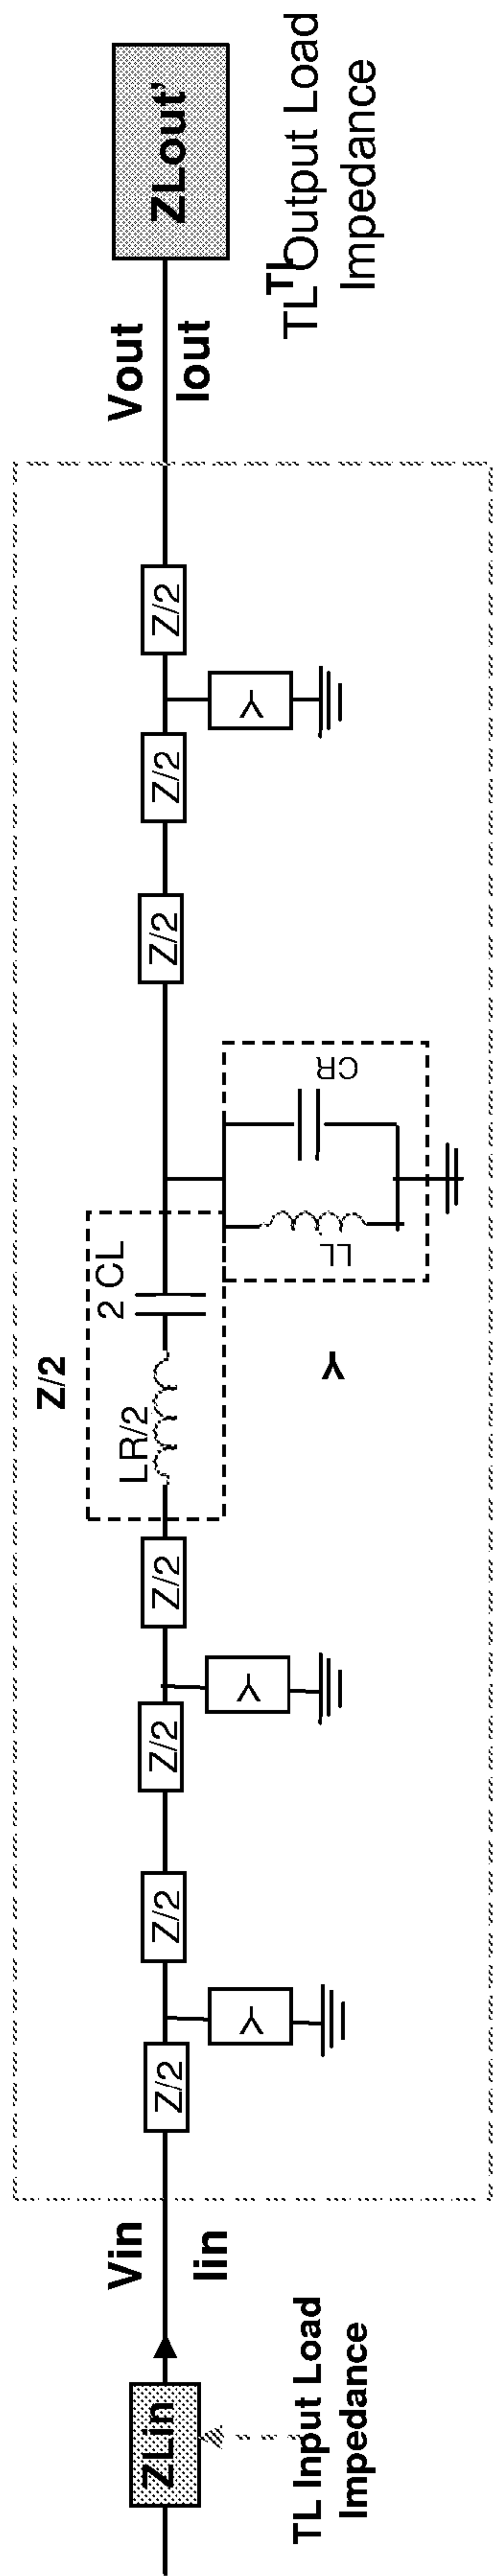 ZLin
TL Input Load
Impedance
Vin
Iin
Z/2
Y
Z/2
Z/2
Y
Z/2
Z/2
LR/2
2 CL
Y
LL
CR
Z/2
Z/2
Y
Z/2
Vout
Iout
ZLout'
TL
TL Output Load
Impedance